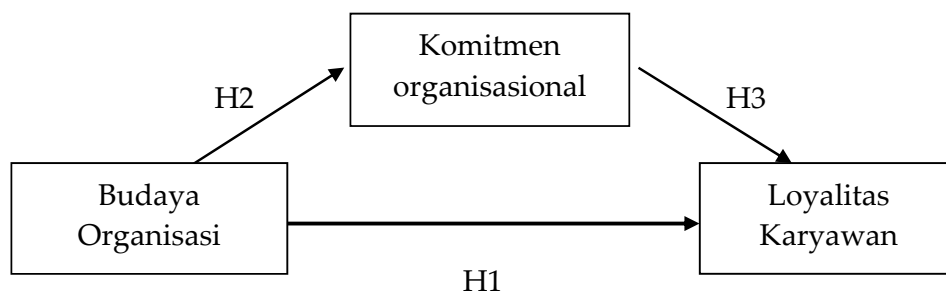 Komitmen
organisasional
H2
H3
Budaya
Organisasi
Loyalitas
Karyawan
H1